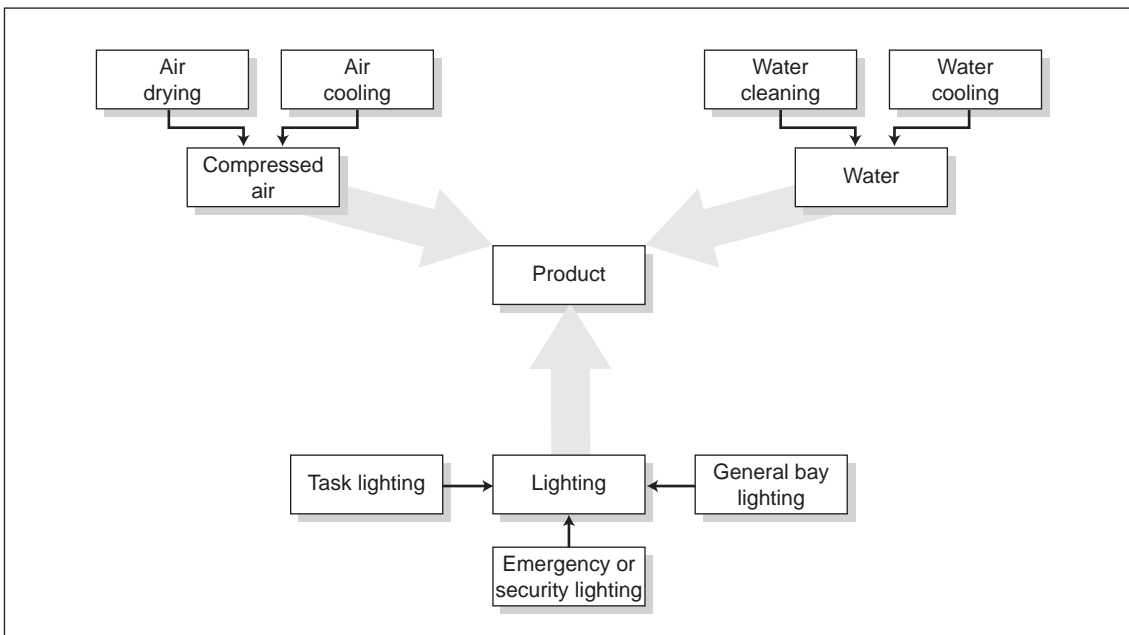 Air
drying
Air
cooling
Water
cleaning
Water
cooling
Compressed
air
Water
Product
Task lighting
Lighting
General bay
lighting
Emergency or
security lighting